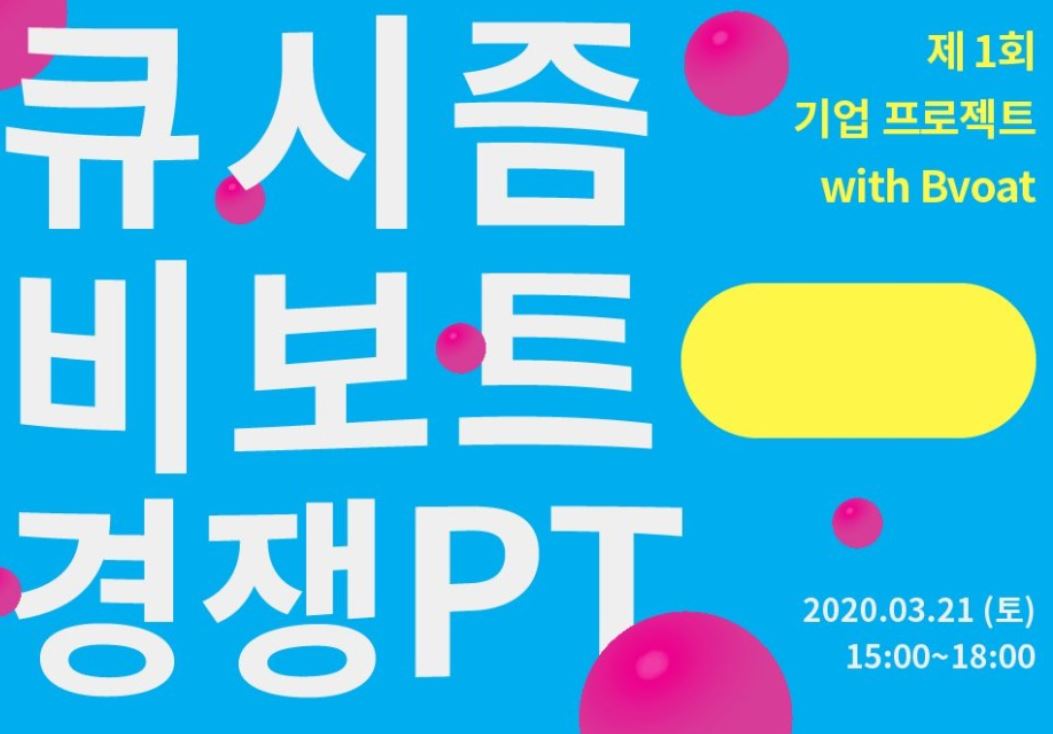 큐시즘
비보트
경쟁PT
제 1회
기업 프로젝트
with Bvoat
2020.03.21 (토)
15:00~18:00